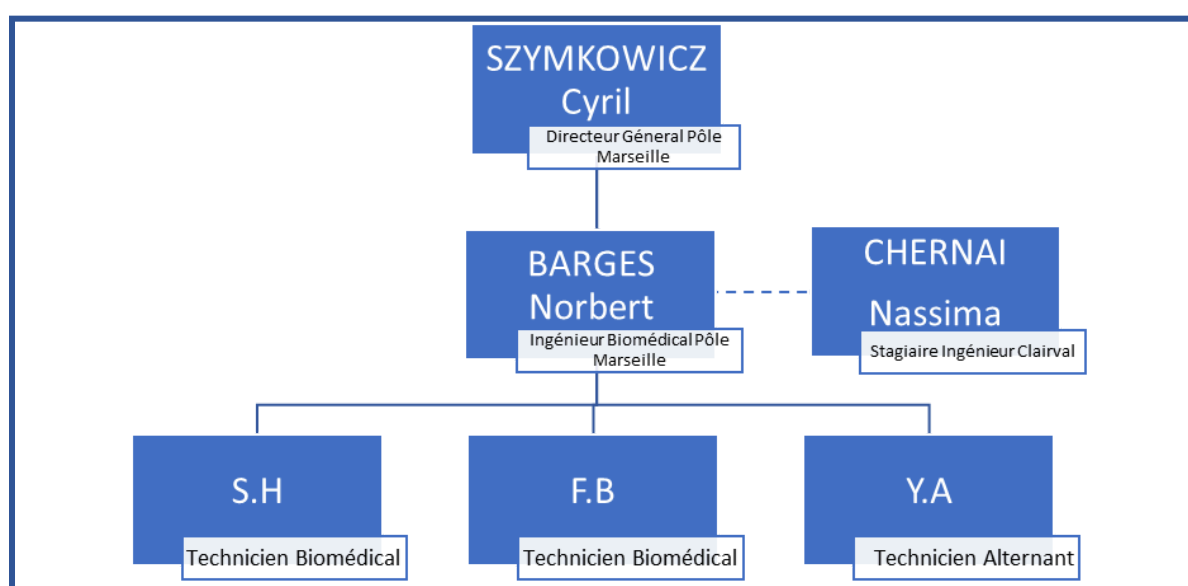 SZYMKOWICZ
Cyril
Directeur Géneral Pôle
Marseille
BARGES
Norbert
Ingénieur Biomédical Pôle
Marseille
CHERNAI
Nassima
Stagiaire Ingénieur Clairval
S.H
Technicien Biomédical
F.B
Technicien Biomédical
Y.A
Technicien Alternant